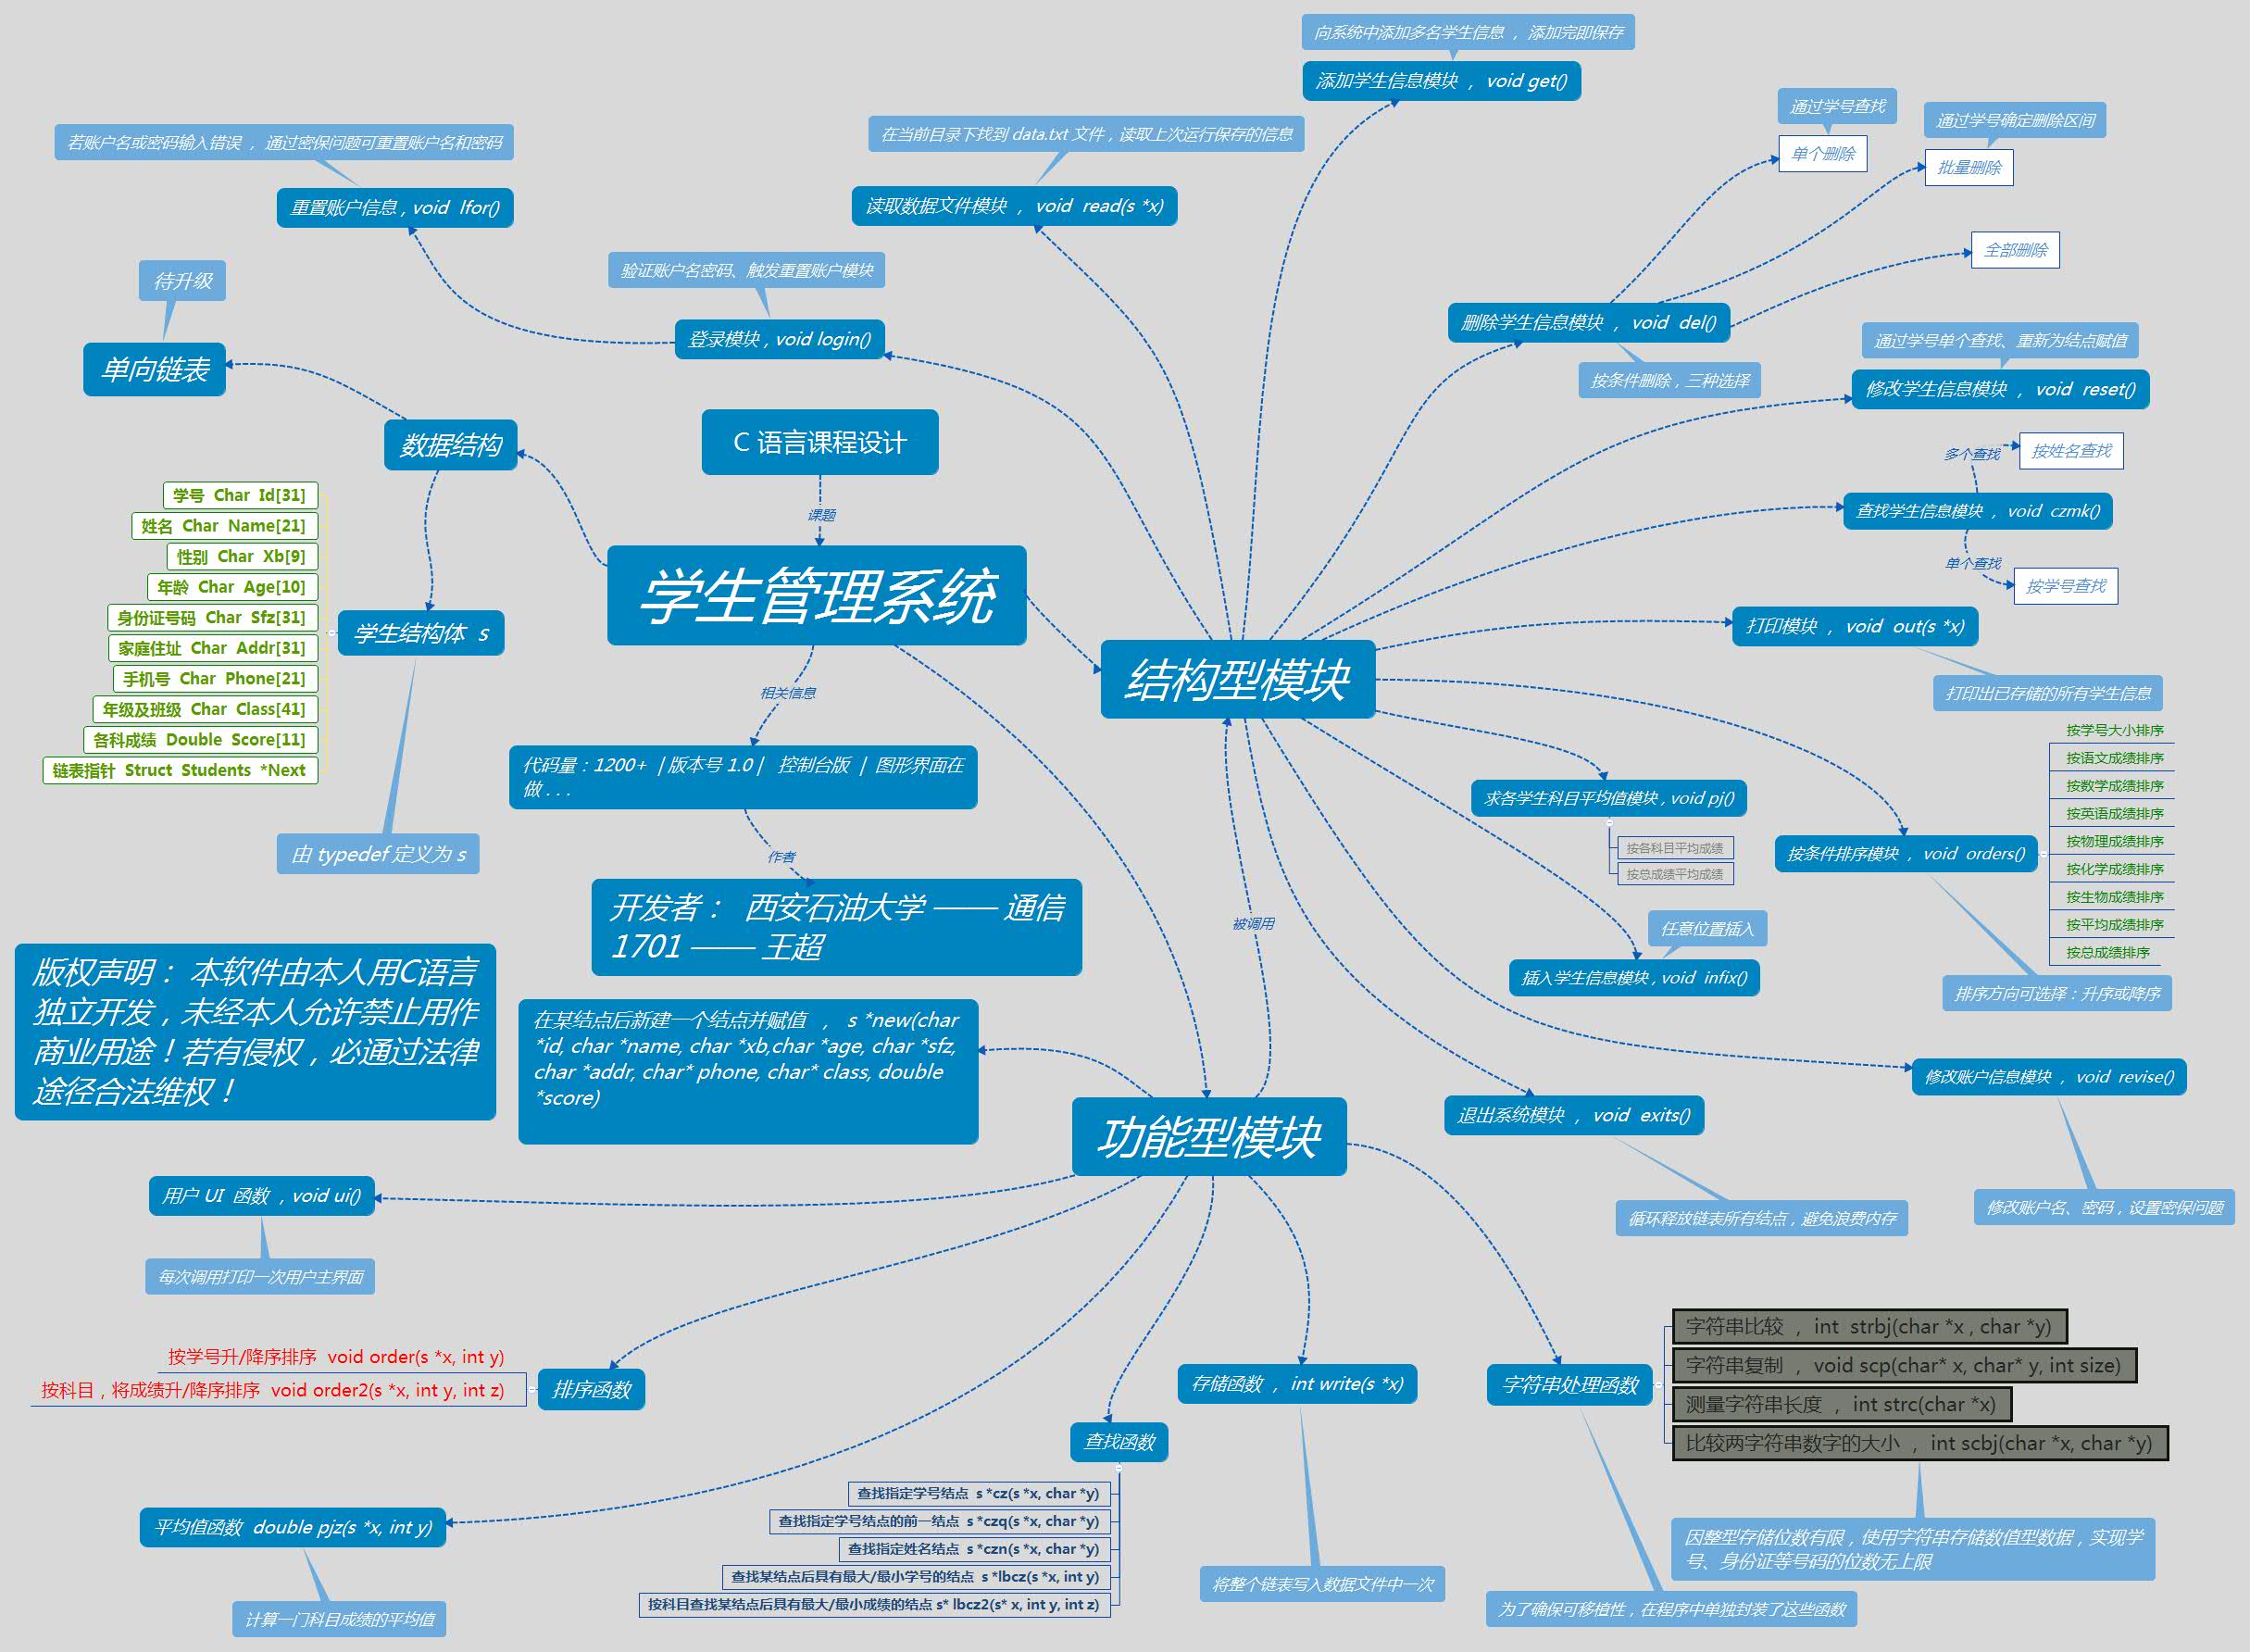 向系统中添加多名学生信息 ， 添加完即保存
添加学生信息模块 ， void get()
通过学号查找
单个删除
通过学号确定删除区间
批量删除
全部删除
若账户名或密码输入错误 ， 通过密保问题可重置账户名和密码
重置账户信息 , void  lfor()
在当前目录下找到 data.txt 文件，读取上次运行保存的信息
读取数据文件模块 ， void  read(s *x)
验证账户名密码、触发重置账户模块
登录模块 , void login()
删除学生信息模块 ， void  del()
按条件删除，三种选择
通过学号单个查找、重新为结点赋值
修改学生信息模块 ， void  reset()
多个查找
按姓名查找
查找学生信息模块 ， void  czmk()
单个查找
按学号查找
待升级
单向链表
数据结构
C 语言课程设计
课题
学生管理系统
学号  Char  Id[31]
姓名  Char  Name[21]
性别  Char  Xb[9]
年龄  Char  Age[10]
身份证号码  Char  Sfz[31]
家庭住址  Char  Addr[31]
手机号  Char  Phone[21]
年级及班级  Char  Class[41]
各科成绩  Double  Score[11]
链表指针  Struct  Students  *Next
学生结构体  s
由 typedef 定义为 s
结构型模块
打印模块 ， void  out(s *x)
打印出已存储的所有学生信息
相关信息
代码量：1200+  | 版本号 1.0 |   控制台版  |  图形界面在
做 . . .
作者
开发者：  西安石油大学 —— 通信
1701 —— 王超
求各学生科目平均值模块 , void pj()
按各科目平均成绩
按总成绩平均成绩
按学号大小排序
按语文成绩排序
按数学成绩排序
按英语成绩排序
按物理成绩排序
按化学成绩排序
按生物成绩排序
按平均成绩排序
按总成绩排序
按条件排序模块 ， void  orders()
排序方向可选择：升序或降序
被调用
任意位置插入
插入学生信息模块 , void  infix()
版权声明： 本软件由本人用C语言
独立开发，未经本人允许禁止用作
商业用途！若有侵权，必通过法律
途径合法维权！
在某结点后新建一个结点并赋值  ，  s *new(char
*id, char *name, char *xb,char *age, char *sfz,
char *addr, char* phone, char* class, double
*score)
功能型模块
退出系统模块 ， void  exits()
循环释放链表所有结点，避免浪费内存
修改账户信息模块 ， void  revise()
修改账户名、密码，设置密保问题
用户 UI  函数 ，void ui()
每次调用打印一次用户主界面
按学号升/降序排序  void order(s *x, int y)
按科目，将成绩升/降序排序  void order2(s *x, int y, int z)
排序函数
平均值函数  double pjz(s *x, int y)
计算一门科目成绩的平均值
查找函数
查找指定学号结点  s *cz(s *x, char *y)
查找指定学号结点的前一结点  s *czq(s *x, char *y)
查找指定姓名结点  s *czn(s *x, char *y)
查找某结点后具有最大/最小学号的结点  s *lbcz(s *x, int y)
按科目查找某结点后具有最大/最小成绩的结点 s* lbcz2(s* x, int y, int z)
存储函数 ， int write(s *x)
将整个链表写入数据文件中一次
字符串处理函数
字符串比较 ， int  strbj(char *x , char *y)
字符串复制 ， void scp(char* x, char* y, int size)
测量字符串长度 ， int strc(char *x)
比较两字符串数字的大小 ， int scbj(char *x, char *y)
因整型存储位数有限，使用字符串存储数值型数据，实现学
号、身份证等号码的位数无上限
为了确保可移植性，在程序中单独封装了这些函数